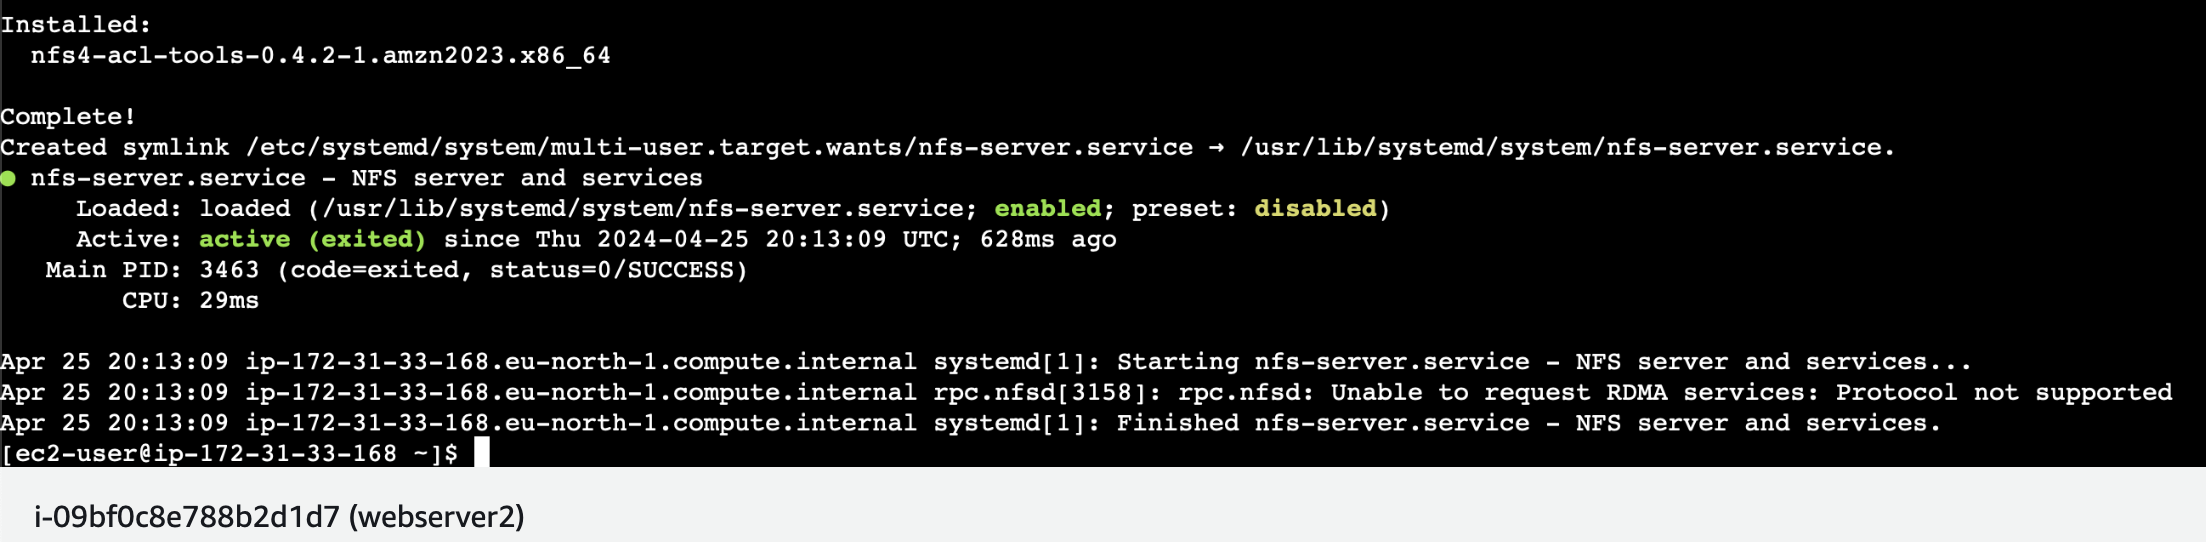 Installed:
nfs4-acl-tools-0.4.2-1.amzn2023.x86_64
Complete!
Created symlink /etc/systemd/system/multi-user.target.wants/nfs-server.service → /usr/lib/systemd/system/nfs-server.service.
● nfs-server.service - NFS server and services
Loaded: loaded (/usr/lib/systemd/system/nfs-server.service; enabled; preset: disabled)
Active: active (exited) since Thu 2024-04-25 20:13:09 UTC; 628ms ago
Main PID: 3463 (code=exited, status=0/SUCCESS)
CPU: 29ms
Apr 25 20:13:09 ip-172-31-33-168.eu-north-1.compute.internal systemd[1]: Starting nfs-server.service - NFS server and services...
Apr 25 20:13:09 ip-172-31-33-168.eu-north-1.compute.internal rpc.nfsd[3158]: rpc.nfsd: Unable to request RDMA services: Protocol not supported
Apr 25 20:13:09 ip-172-31-33-168.eu-north-1.compute.internal systemd[1]: Finished nfs-server.service - NFS server and services.
[ec2-user@ip-172-31-33-168 ~]$
i-09bf0c8e788b2d1d7 (webserver2)